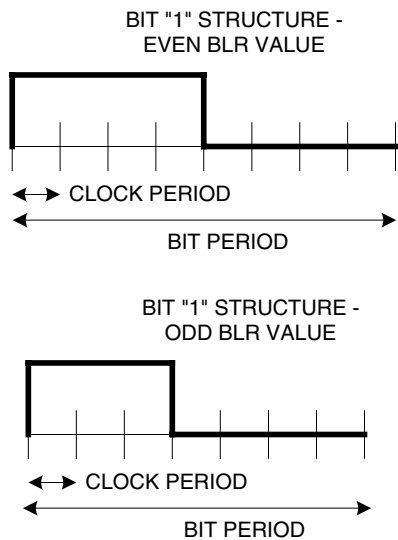 BIT "1" STRUCTURE -
EVEN BLR VALUE
CLOCK PERIOD
BIT PERIOD
BIT "1" STRUCTURE -
ODD BLR VALUE
CLOCK PERIOD
BIT PERIOD